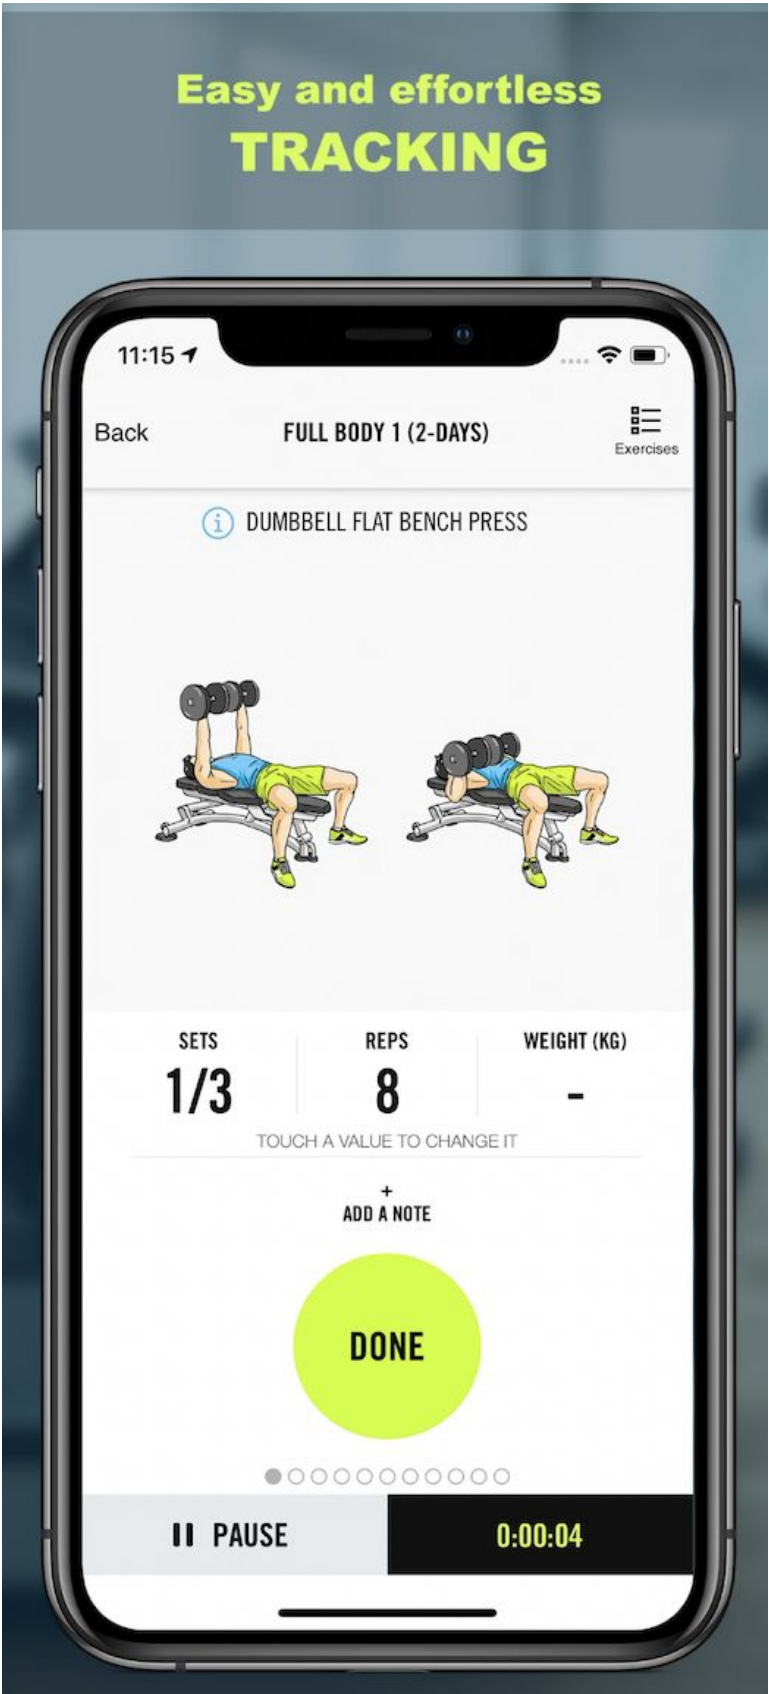 Easy and effortless
TRACKING
11:15
Back
FULL BODY 1 (2-DAYS)
Exercises
i DUMBBELL FLAT BENCH PRESS
SETS REPS WEIGHT (KG)
1/3 8 -
TOUCH A VALUE TO CHANGE IT
+
ADD A NOTE
DONE
PAUSE 0:00:04